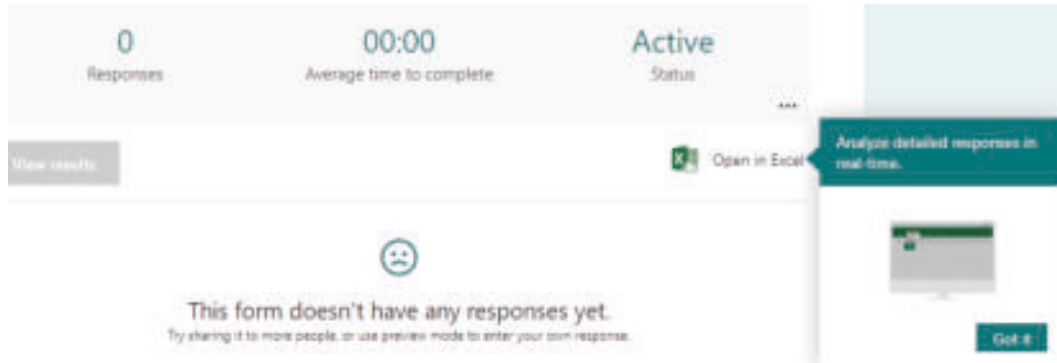 0
Responses
00:00
Average time to complete
Active
Status
...
View results
Open in Excel
Analyze detailed responses in
real-time.
This form doesn't have any responses yet.
Try sharing it to more people, or use preview mode to enter your own response.
Got it